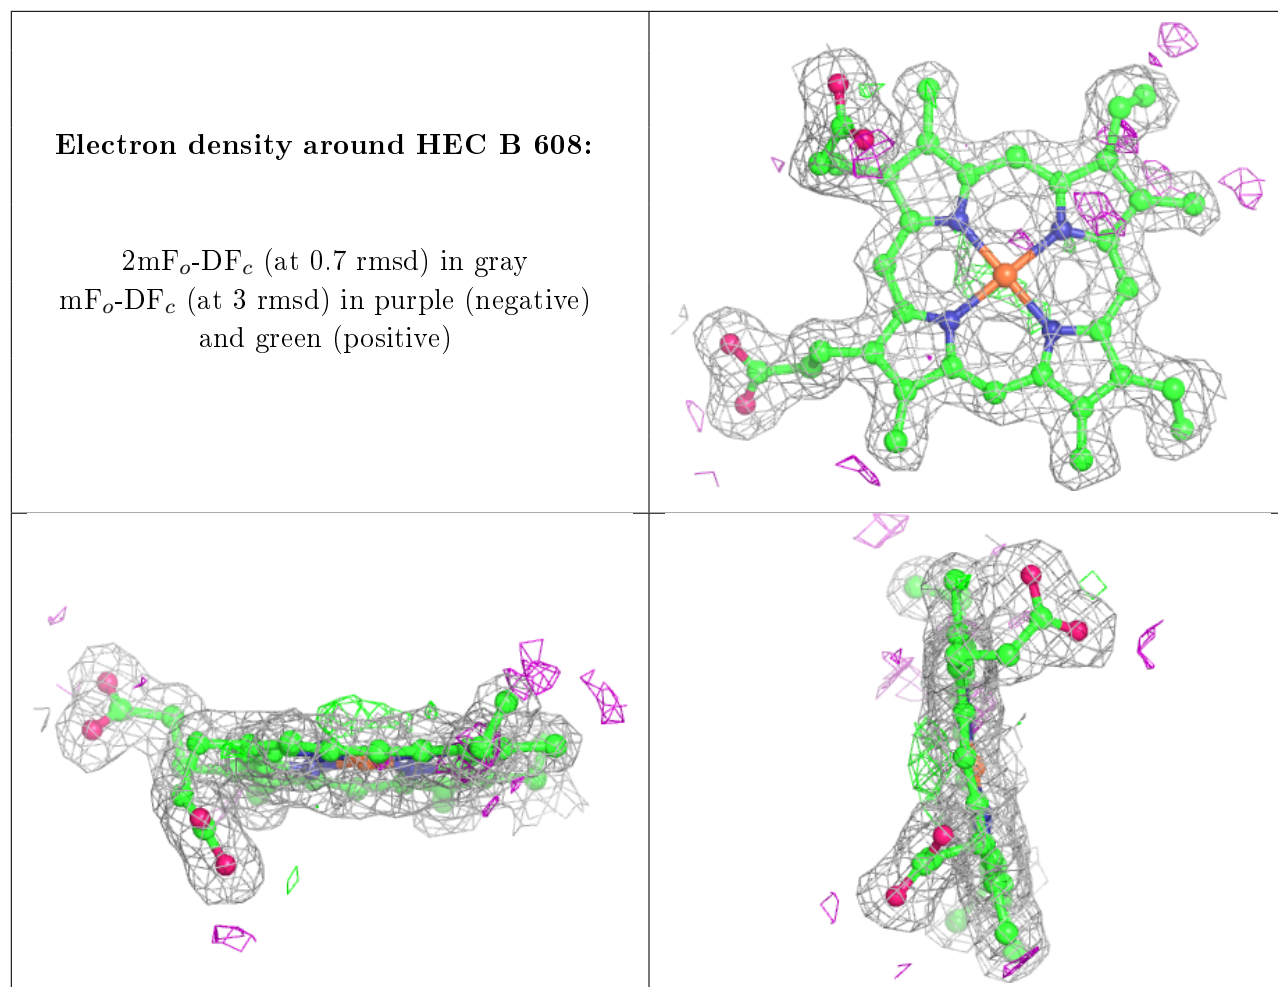 Electron density around HEC B 608:
2mFo-DFc (at 0.7 rmsd) in gray
mFo-DFc (at 3 rmsd) in purple (negative)
and green (positive)